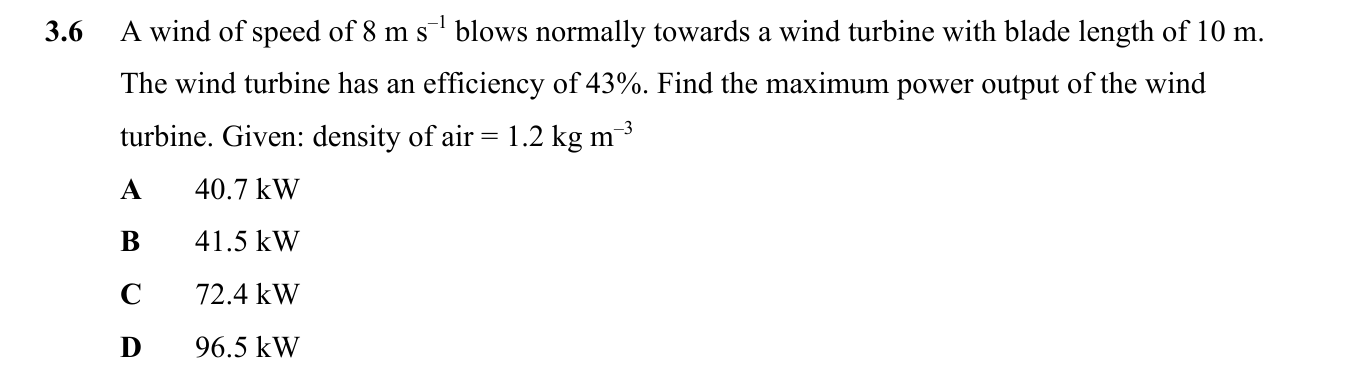 3.6 A wind of speed of 8 m s⁻¹ blows normally towards a wind turbine with blade length of 10 m.
The wind turbine has an efficiency of 43%. Find the maximum power output of the wind
turbine. Given: density of air = 1.2 kg m⁻³
A 40.7 kW
B 41.5 kW
C 72.4 kW
D 96.5 kW